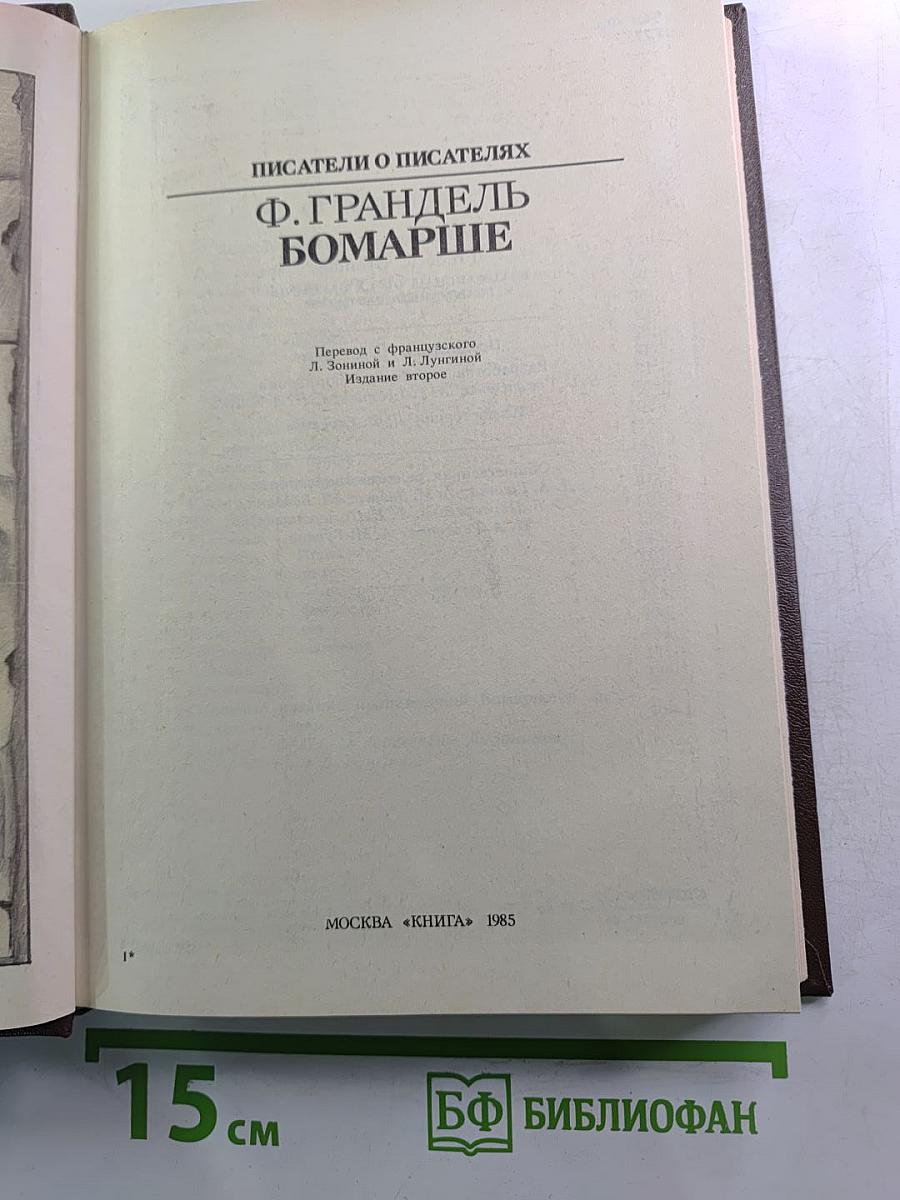 ПИСАТЕЛИ О ПИСАТЕЛЯХ
Ф. ГРАНДЕЛЬ
БОМАРШЕ
Перевод с французского
Л. Зониной и Л. Лунгиной
Издание второе
МОСКВА «КНИГА» 1985
1*
15 см
БФ БИБЛИОФАН